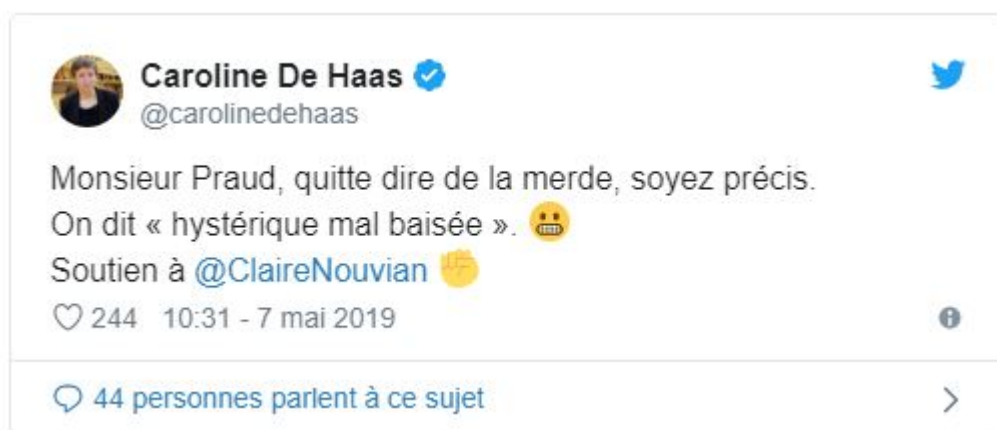 Caroline De Haas
@carolinedehaas
Monsieur Praud, quitte dire de la merde, soyez précis.
On dit « hystérique mal baisée ». 😬
Soutien à @ClaireNouvian ✊
244 10:31 - 7 mai 2019
44 personnes parlent à ce sujet